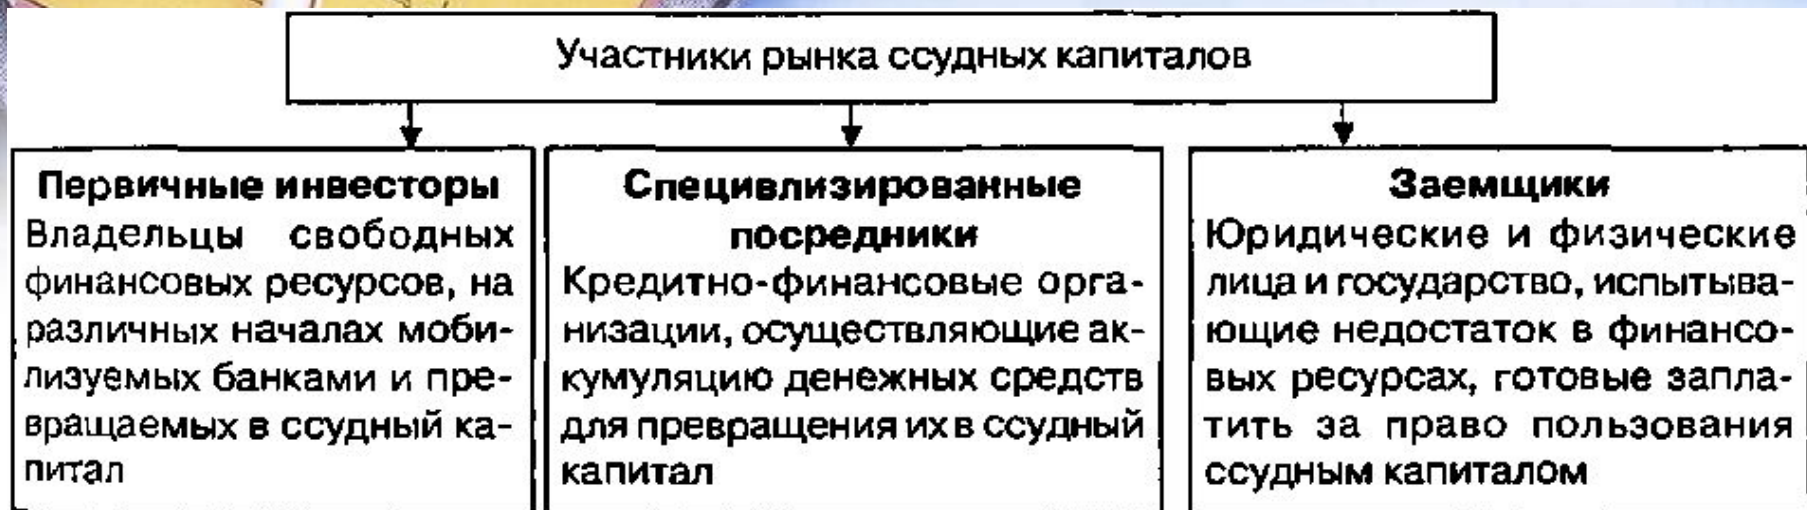 Участники рынка ссудных капиталов
Первичные инвесторы
Владельцы свободных
финансовых ресурсов, на
различных началах моби-
лизуемых банками и пре-
вращаемых в ссудный ка-
питал
Специвлизированные
посредники
Кредитно-финансовые орга-
низации, осуществляющие ак-
кумуляцию денежных средств
для превращения их в ссудный
капитал
Заемщики
Юридические и физические
лица и государство, испытыва-
ющие недостаток в финансо-
вых ресурсах, готовые запла-
тить за право пользования
ссудным капиталом